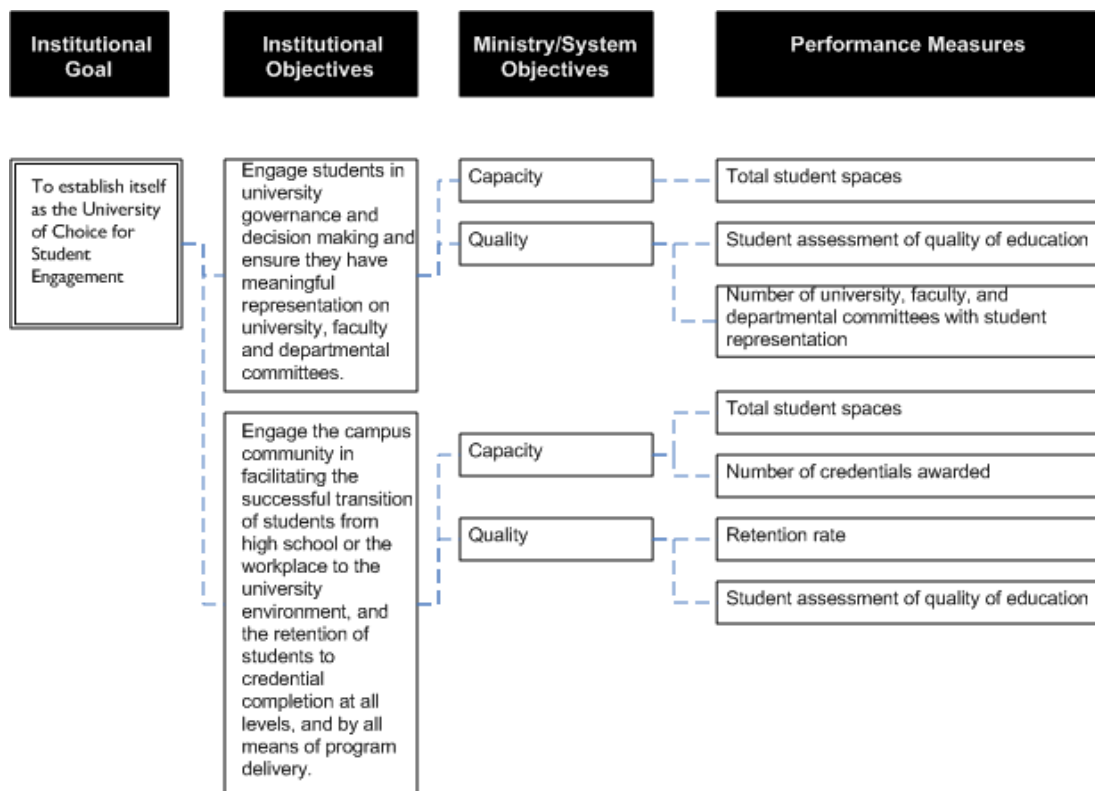 Institutional
Goal
Institutional
Objectives
Ministry/System
Objectives
Performance Measures
To establish itself
as the University
of Choice for
Student
Engagement
Engage students in
university
governance and
decision making and
ensure they have
meaningful
representation on
university, faculty
and departmental
committees.
Capacity
Total student spaces
Quality
Student assessment of quality of education
Number of university, faculty, and
departmental committees with student
representation
Engage the campus
community in
facilitating the
successful transition
of students from
high school or the
workplace to the
university
environment, and
the retention of
students to
credential
completion at all
levels, and by all
means of program
delivery.
Capacity
Total student spaces
Number of credentials awarded
Quality
Retention rate
Student assessment of quality of education